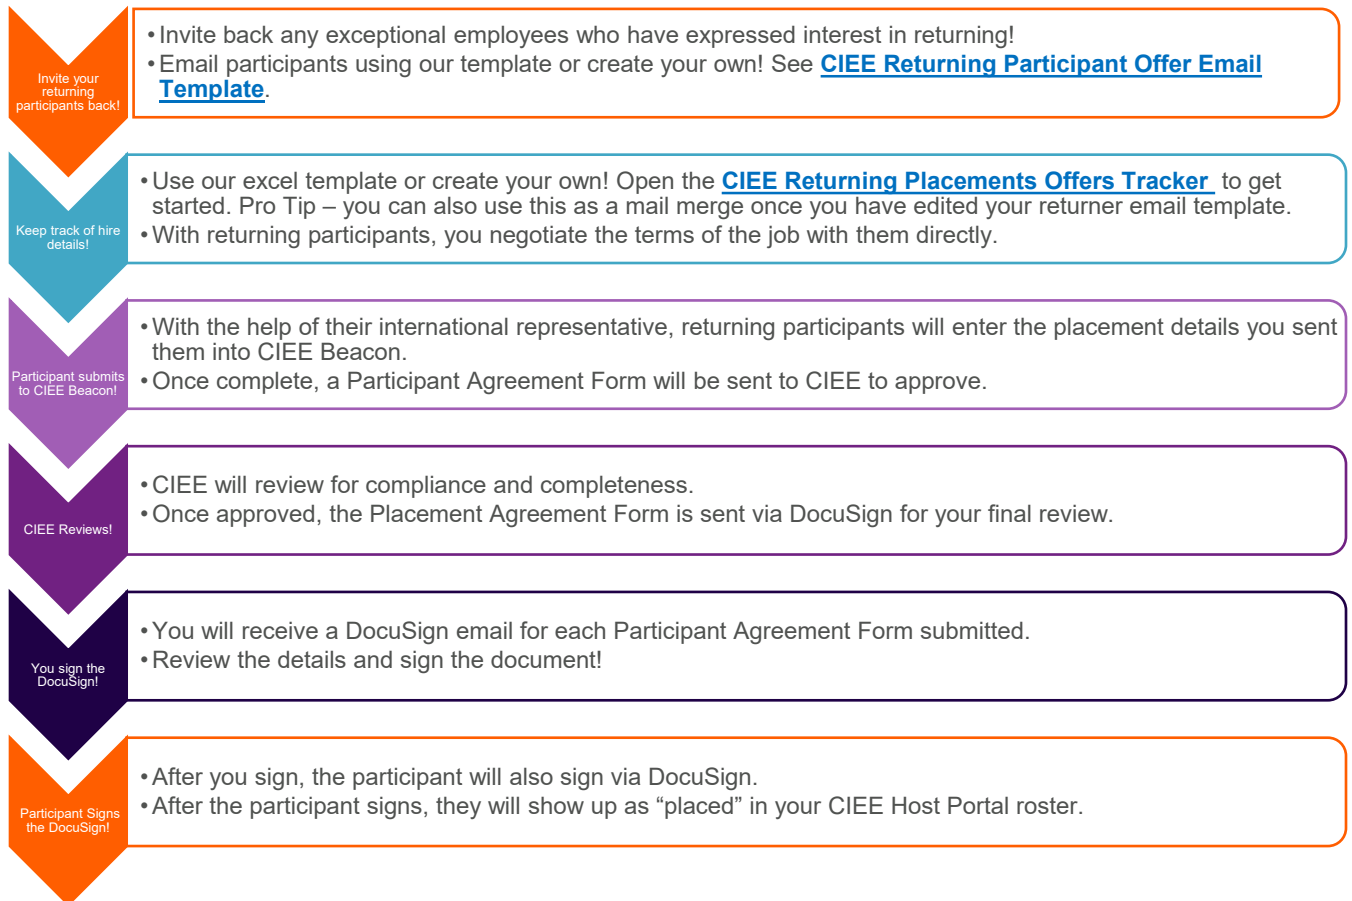 Invite your
returning
participants back!
•Invite back any exceptional employees who have expressed interest in returning!
•Email participants using our template or create your own! See CIEE Returning Participant Offer Email
Template.
Keep track of hire
details!
•Use our excel template or create your own! Open the CIEE Returning Placements Offers Tracker  to get
started. Pro Tip – you can also use this as a mail merge once you have edited your returner email template.
•With returning participants, you negotiate the terms of the job with them directly.
Participant submits
to CIEE Beacon!
•With the help of their international representative, returning participants will enter the placement details you sent
them into CIEE Beacon.
•Once complete, a Participant Agreement Form will be sent to CIEE to approve.
CIEE Reviews!
•CIEE will review for compliance and completeness.
•Once approved, the Placement Agreement Form is sent via DocuSign for your final review.
You sign the
DocuSign!
•You will receive a DocuSign email for each Participant Agreement Form submitted.
•Review the details and sign the document!
Participant Signs
the DocuSign!
•After you sign, the participant will also sign via DocuSign.
•After the participant signs, they will show up as “placed” in your CIEE Host Portal roster.